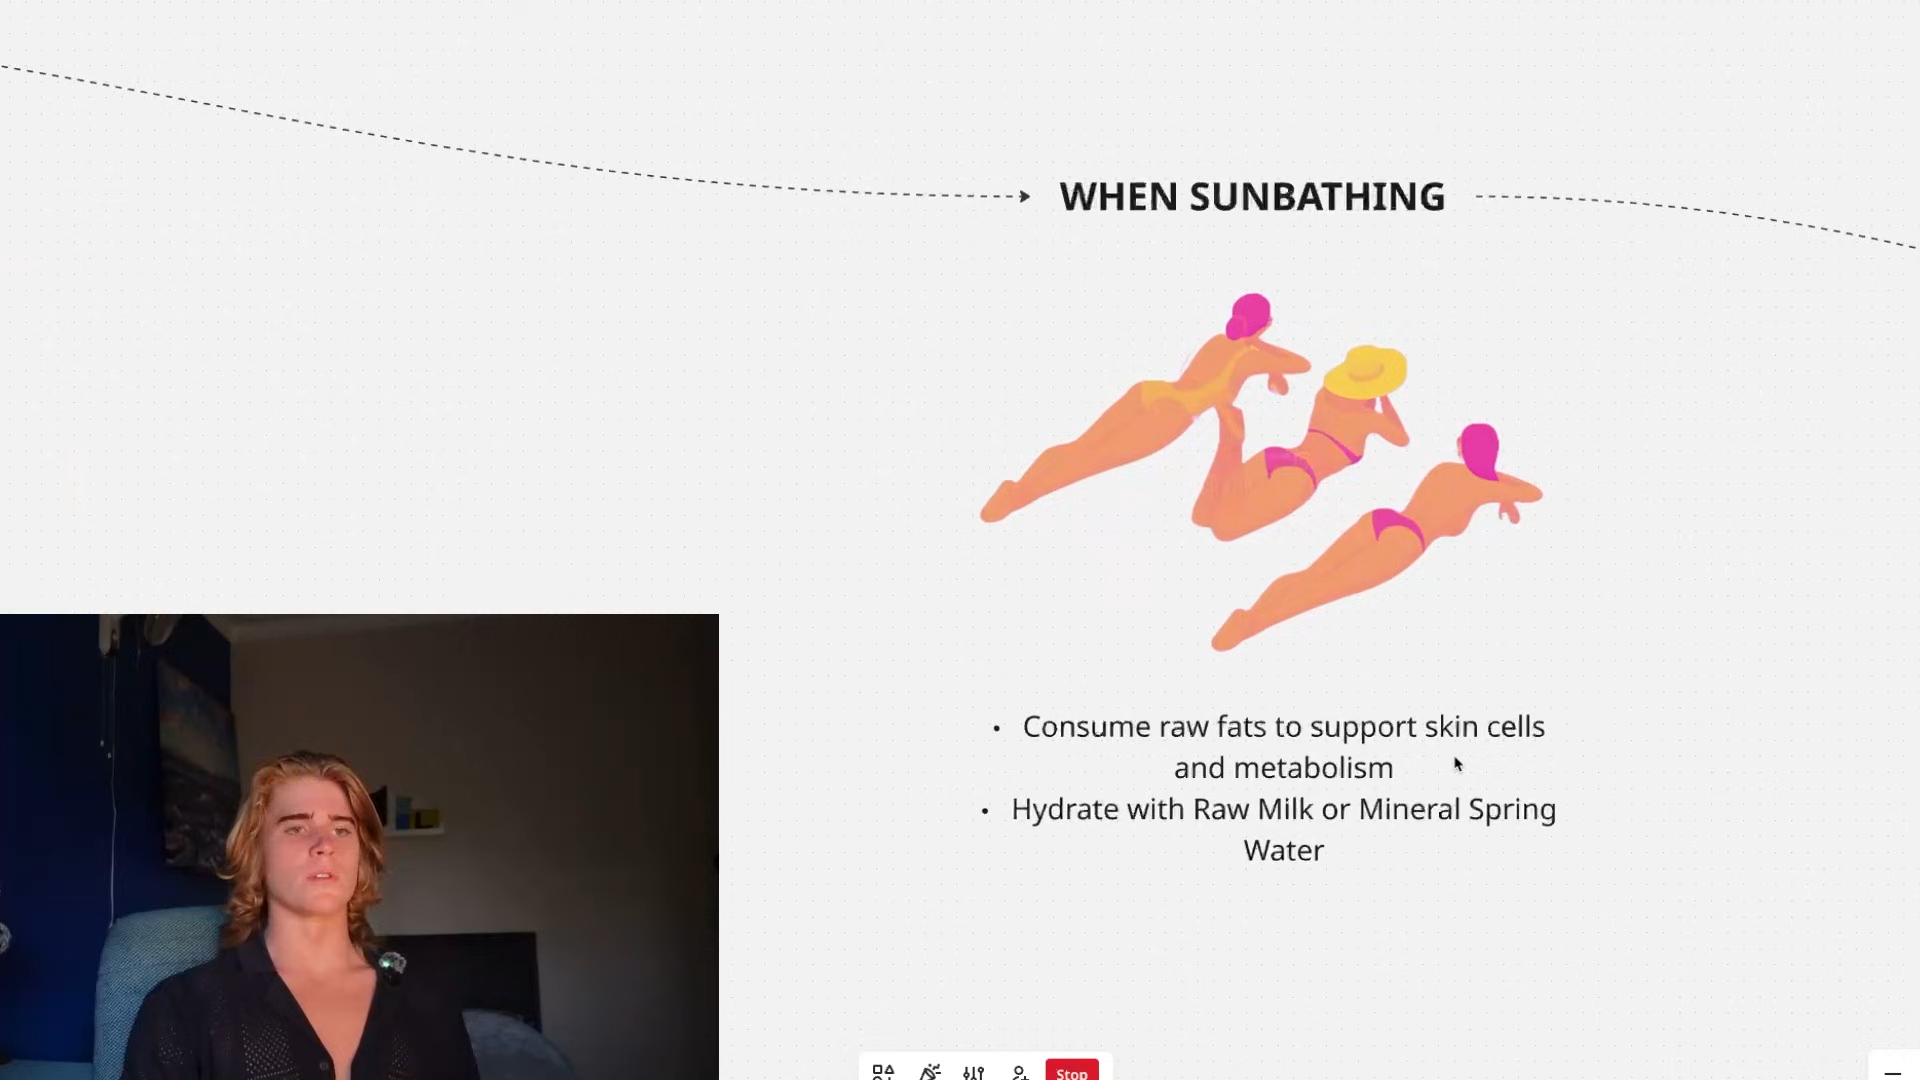 WHEN SUNBATHING
• Consume raw fats to support skin cells
and metabolism
• Hydrate with Raw Milk or Mineral Spring
Water
Stop